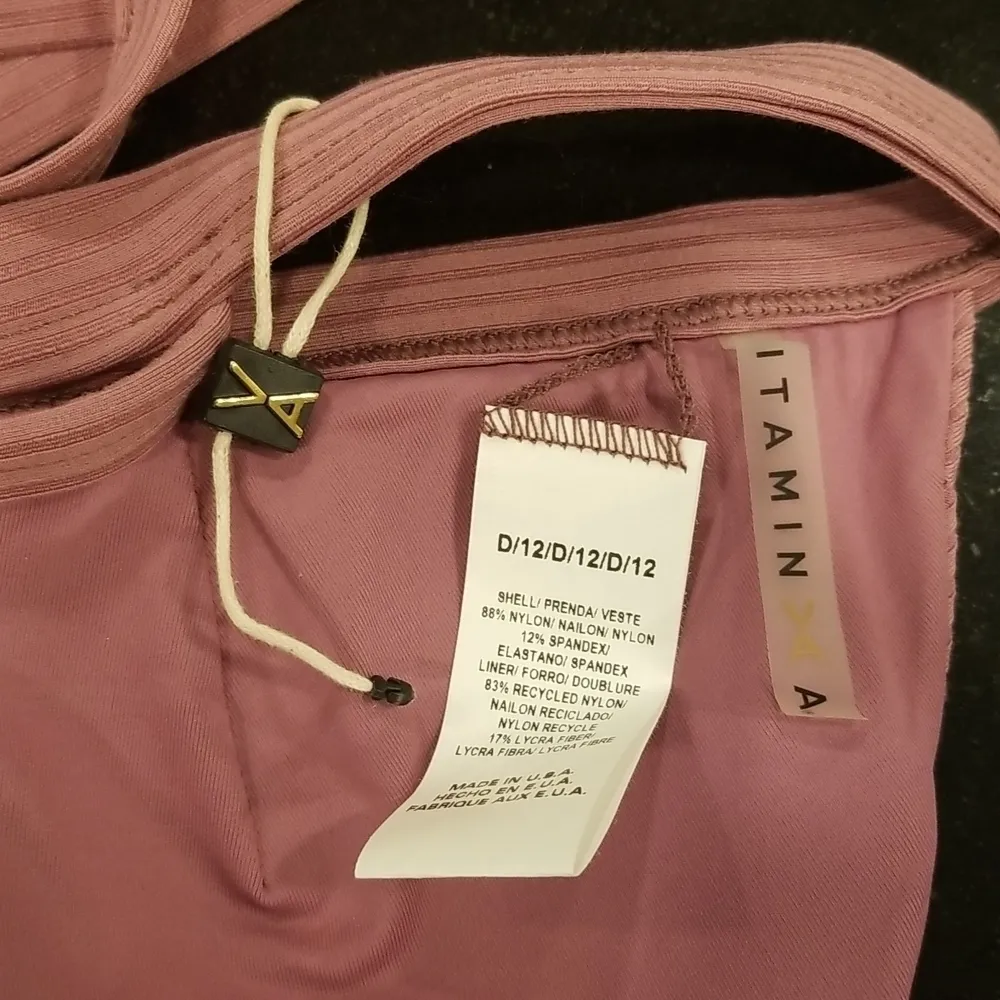 VA
D/12/D/12/D/12
SHELL/ PRENDA/ VESTE
88% NYLON/ NAILON/ NYLON
12% SPANDEX/
ELASTANO/ SPANDEX
LINER/ FORRO/ DOUBLURE
83% RECYCLED NYLON/
NAILON RECICLADO/
NYLON RECYCLE
17% LYCRA FIBER/
LYCRA FIBRA/ LYCRA FIBRE
MADE IN U.S.A.
HECHO EN E.U.A.
FABRIQUE AUX E.U.A.
ITAMIN VA A